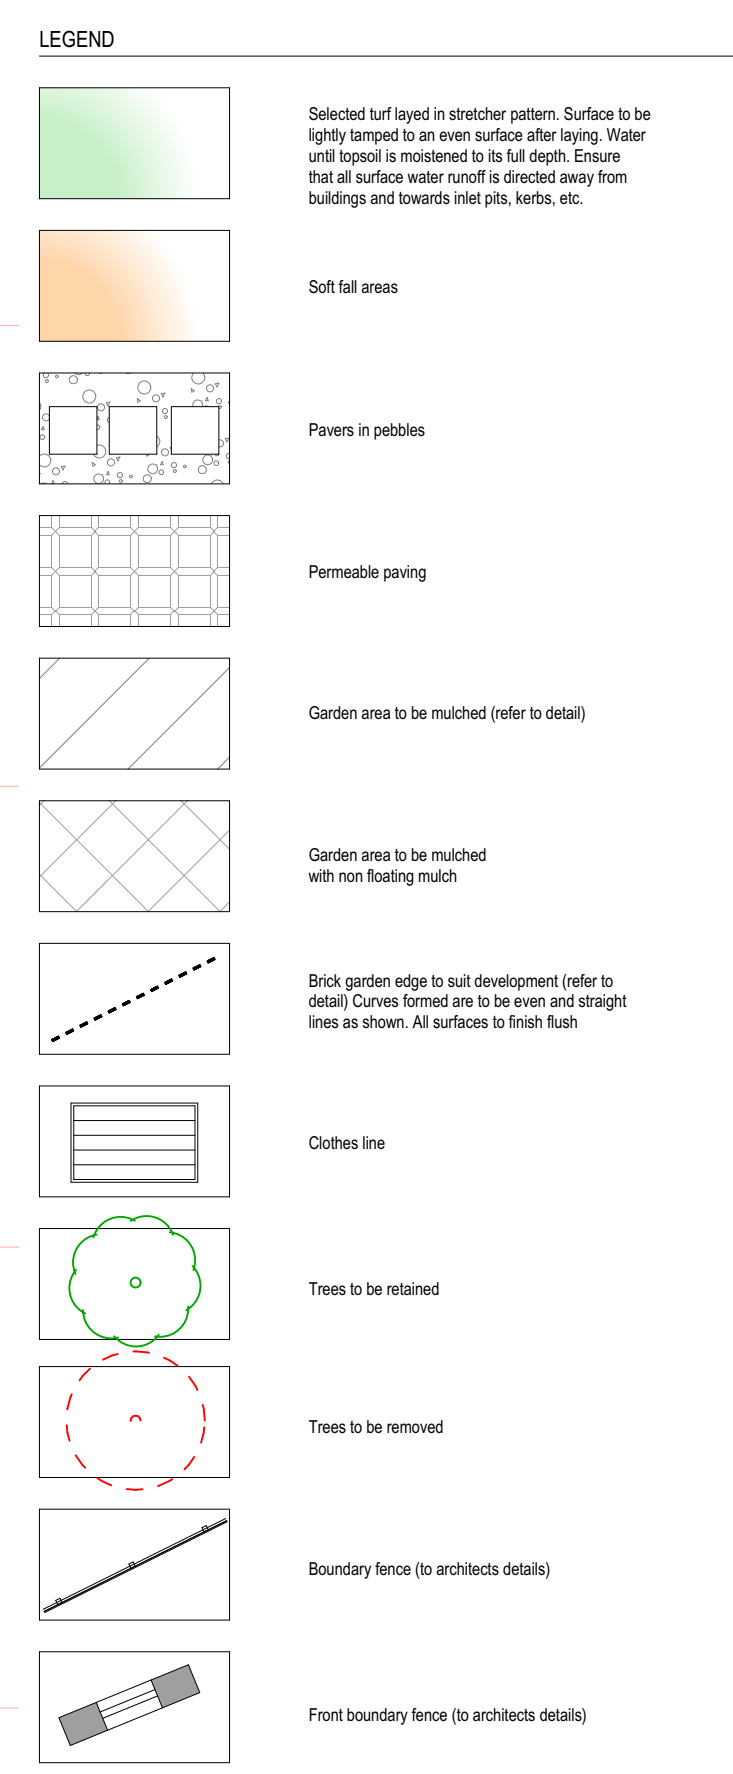 LEGEND
Selected turf layed in stretcher pattern. Surface to be
lightly tamped to an even surface after laying. Water
until topsoil is moistened to its full depth. Ensure
that all surface water runoff is directed away from
buildings and towards inlet pits, kerbs, etc.
Soft fall areas
Pavers in pebbles
Permeable paving
Garden area to be mulched (refer to detail)
Garden area to be mulched
with non floating mulch
Brick garden edge to suit development (refer to
detail) Curves formed are to be even and straight
lines as shown. All surfaces to finish flush
Clothes line
Trees to be retained
Trees to be removed
Boundary fence (to architects details)
Front boundary fence (to architects details)